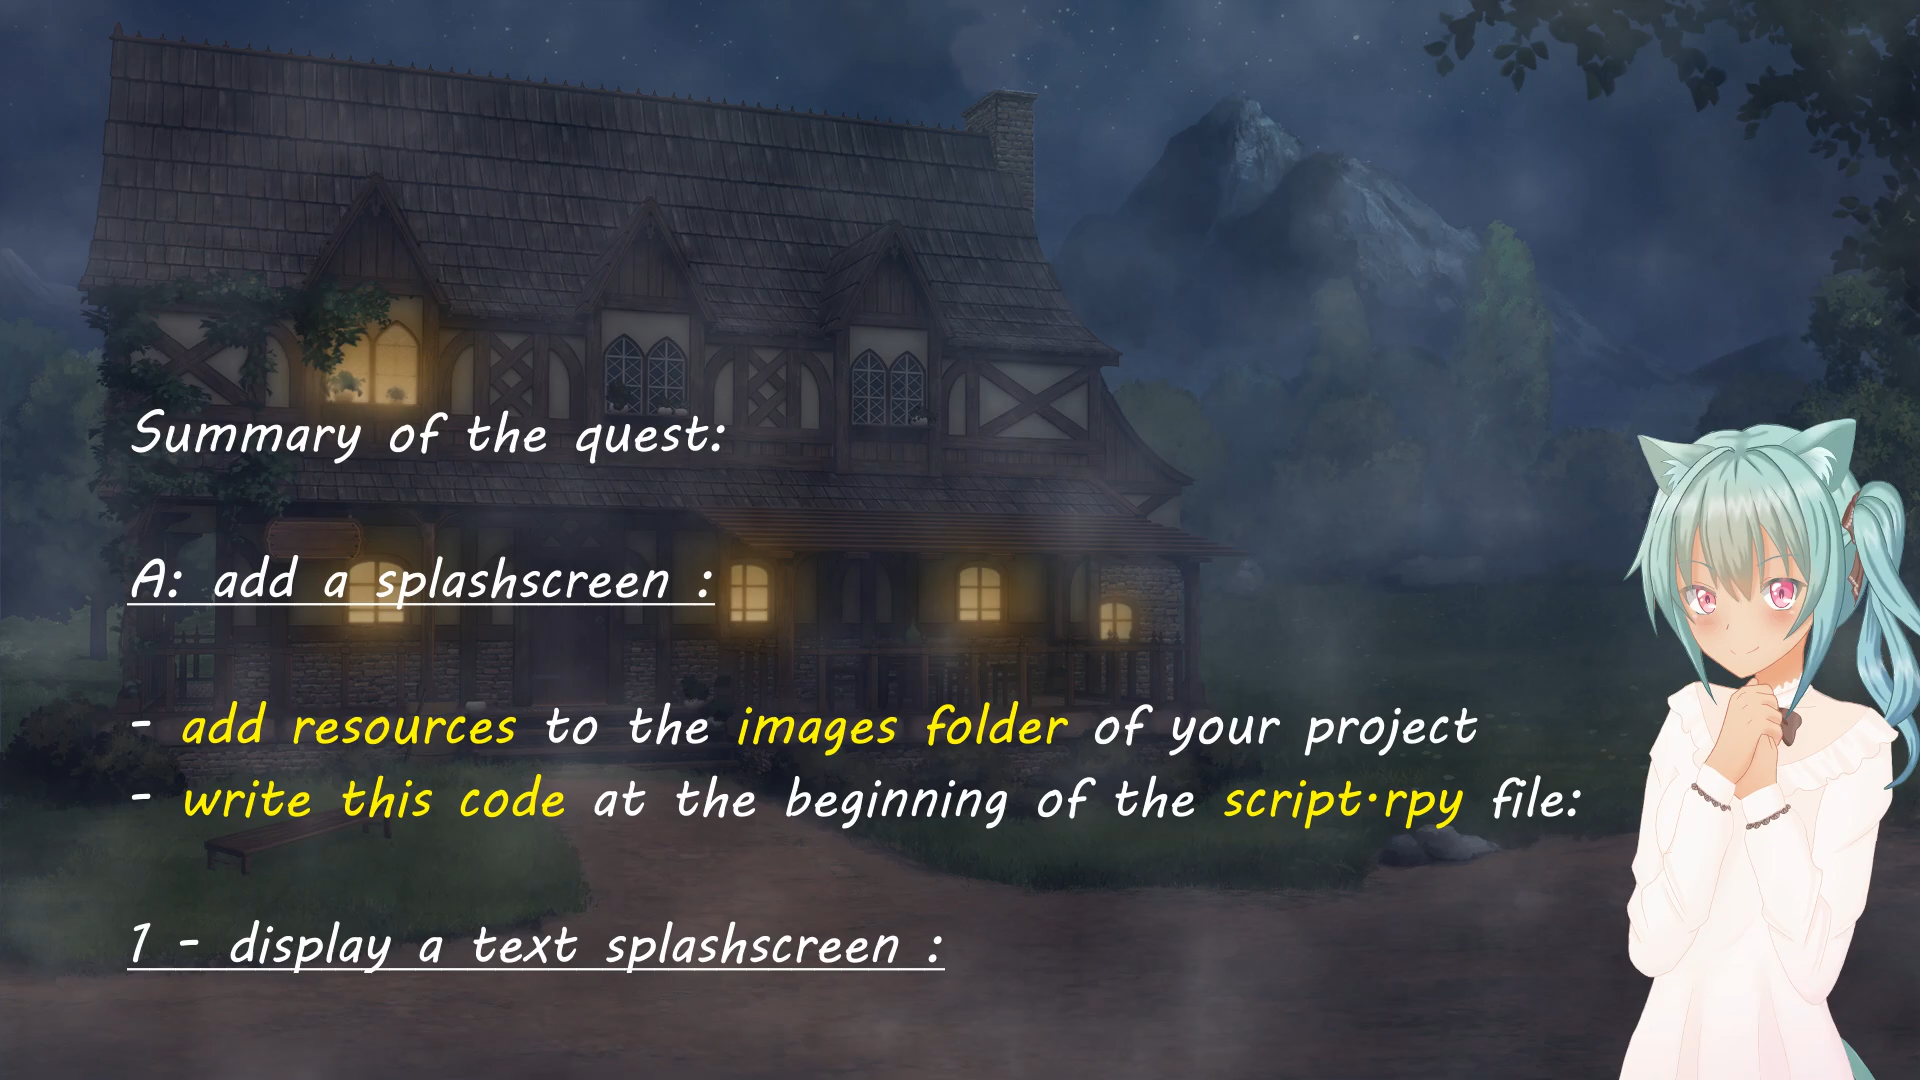 Summary of the quest:
A: add a splashscreen :
- add resources to the images folder of your project
- write this code at the beginning of the script.rpy file:
1 - display a text splashscreen :